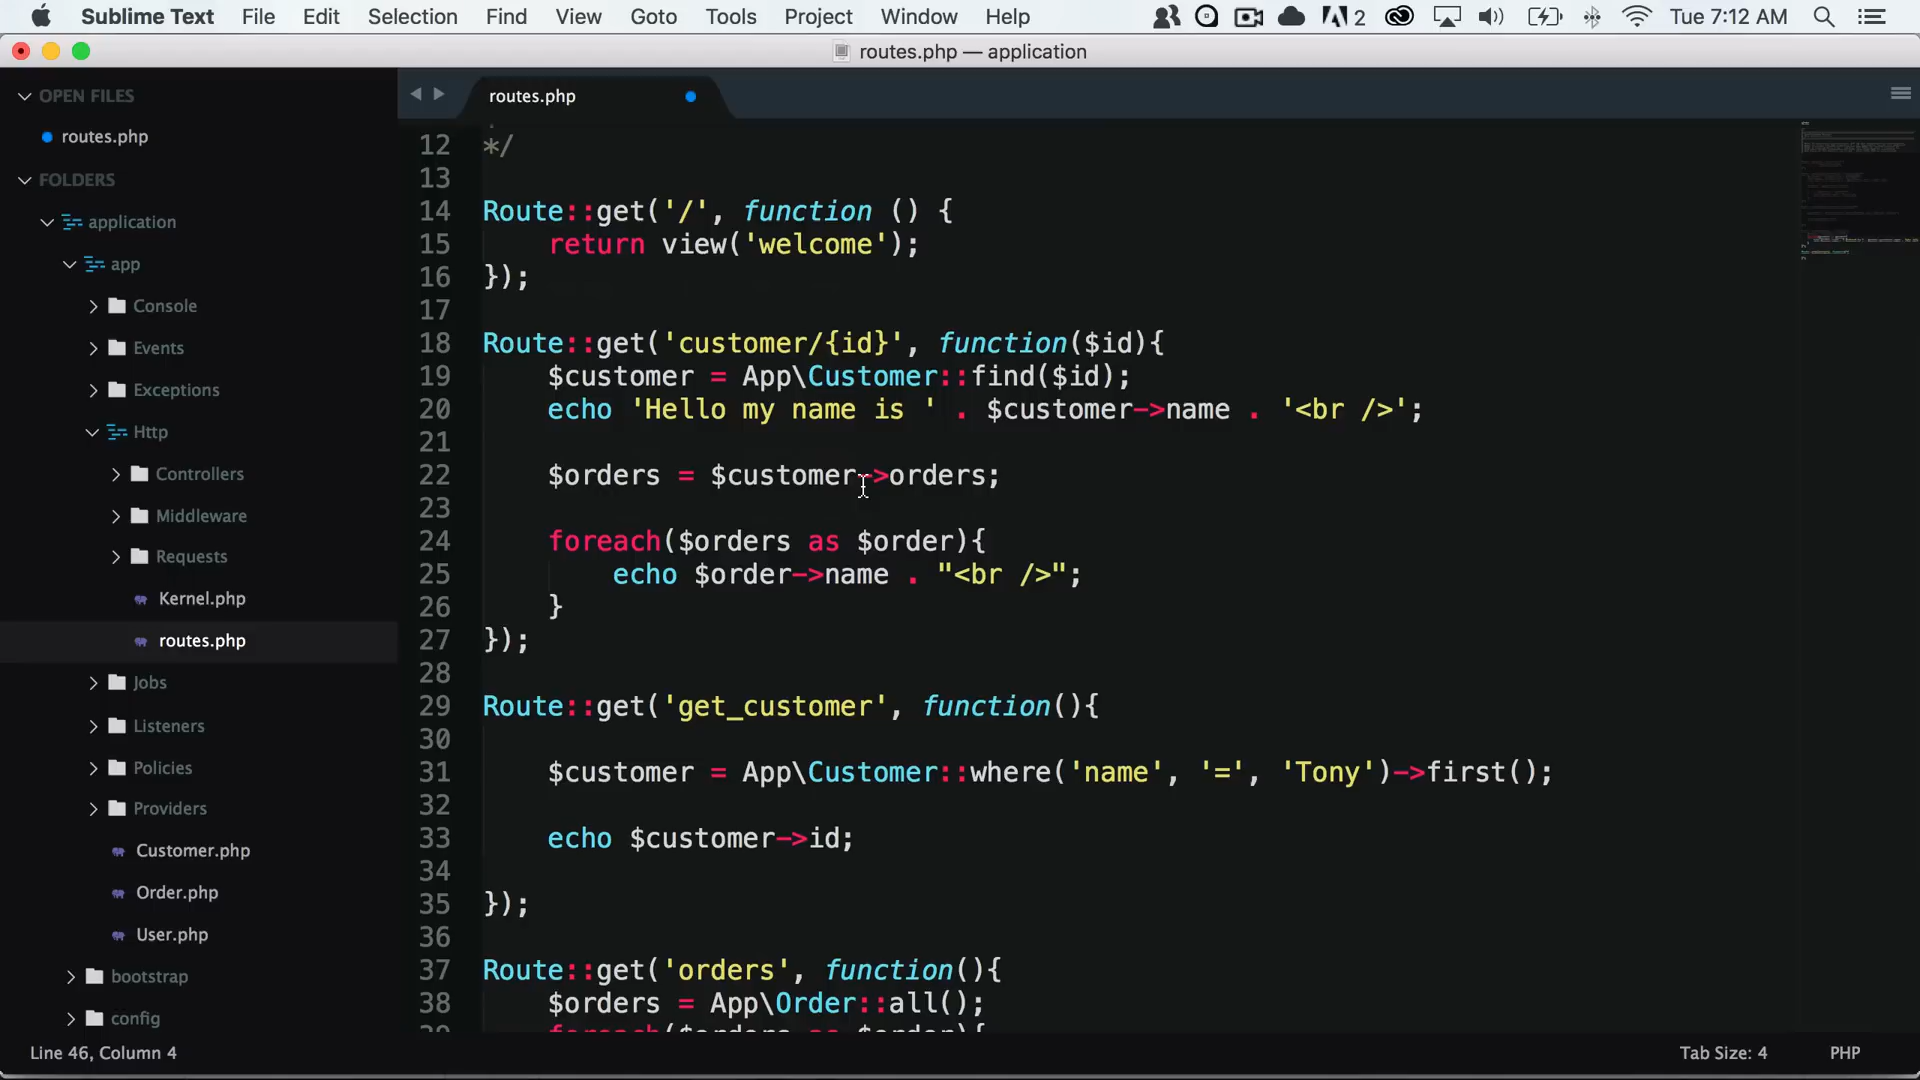 Sublime Text File Edit Selection Find View Goto Tools Project Window Help 2 Tue 7:12 AM
routes.php — application
OPEN FILES
routes.php
FOLDERS
application
app
Console
Events
Exceptions
Http
Controllers
Middleware
Requests
Kernel.php
routes.php
Jobs
Listeners
Policies
Providers
Customer.php
Order.php
User.php
bootstrap
config
routes.php
12 */
13
14 Route::get('/', function () {
15 return view('welcome');
16 });
17
18 Route::get('customer/{id}', function($id){
19 $customer = App\Customer::find($id);
20 echo 'Hello my name is ' . $customer->name . '<br />';
21
22 $orders = $customer->orders;
23
24 foreach($orders as $order){
25 echo $order->name . "<br />";
26 }
27 });
28
29 Route::get('get_customer', function(){
30
31 $customer = App\Customer::where('name', '=', 'Tony')->first();
32
33 echo $customer->id;
34
35 });
36
37 Route::get('orders', function(){
38 $orders = App\Order::all();
39 foreach($orders as $order){
Line 46, Column 4 Tab Size: 4 PHP